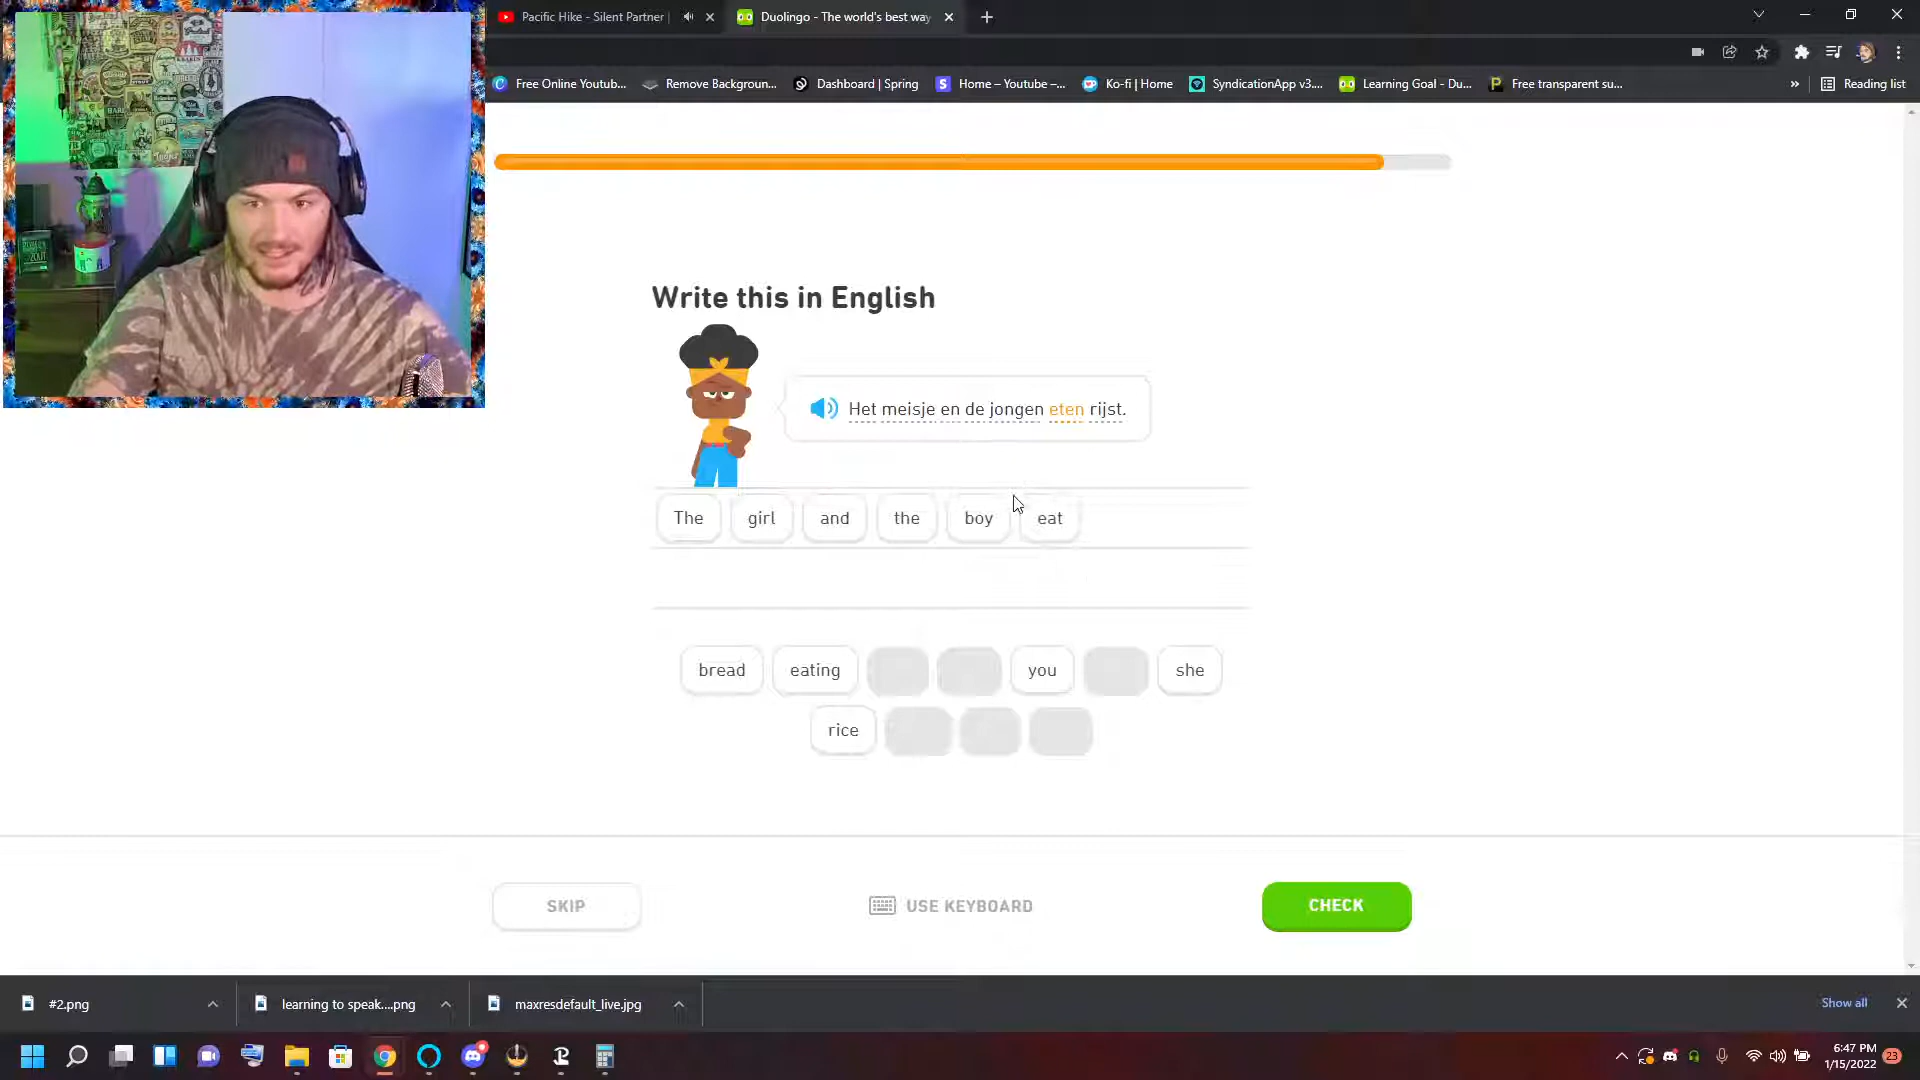 Pacific Hike - Silent Partner
Duolingo - The world's best way
Free Online Youtub...
Remove Backgroun...
Dashboard | Spring
Home – Youtube –...
Ko-fi | Home
SyndicationApp v3....
Learning Goal - Du...
Free transparent su...
»
Reading list
Write this in English
Het meisje en de jongen eten rijst.
The girl and the boy eat
bread eating you she
rice
SKIP
USE KEYBOARD
CHECK
#2.png
learning to speak....png
maxresdefault_live.jpg
Show all
6:47 PM
1/15/2022
23